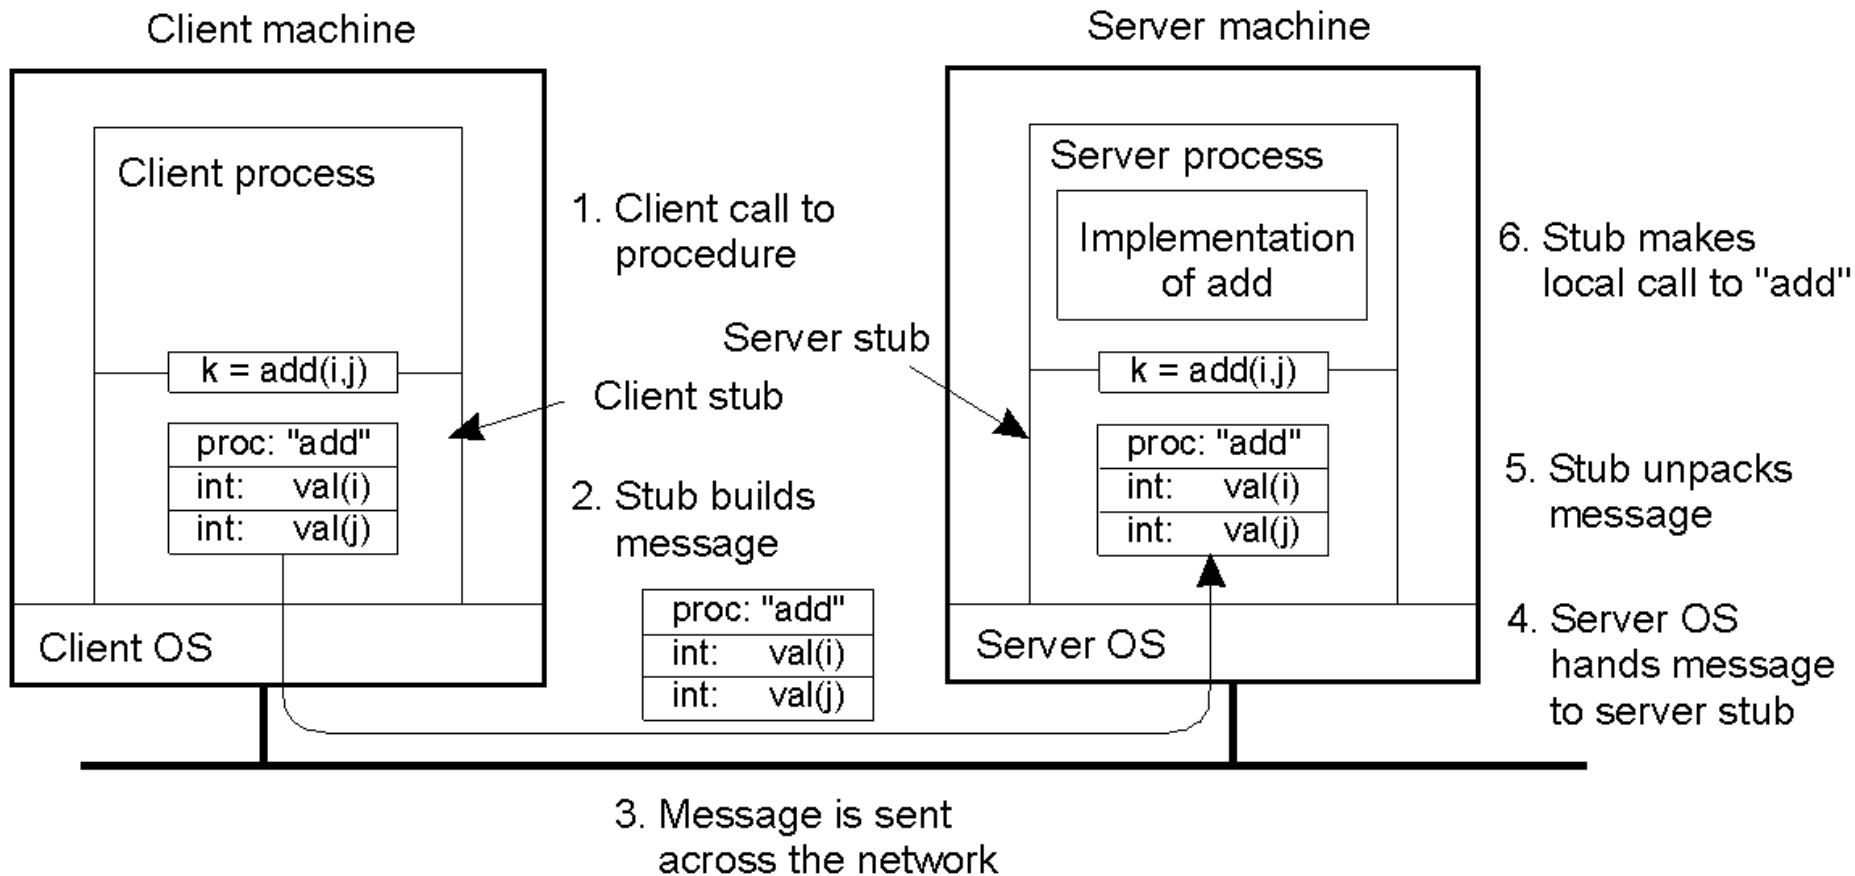 Client machine
Server machine
Client process
1. Client call to
procedure
k = add(i,j)
Client stub
proc: "add"
int: val(i)
int: val(j)
2. Stub builds
message
proc: "add"
int: val(i)
int: val(j)
Client OS
3. Message is sent
across the network
Server process
Implementation
of add
6. Stub makes
local call to "add"
Server stub
k = add(i,j)
proc: "add"
int: val(i)
int: val(j)
5. Stub unpacks
message
Server OS
4. Server OS
hands message
to server stub